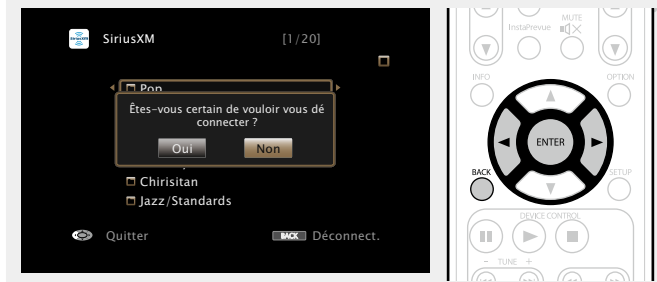 SiriusXM [1/20]
Pop
Êtes-vous certain de vouloir vous dé
connecter ?
Oui Non
Chirisitan
Jazz/Standards
Quitter BACK Déconnect.
MUTE
InstaPrevue
INFO OPTION
ENTER
BACK SETUP
DEVICE CONTROL
- TUNE +